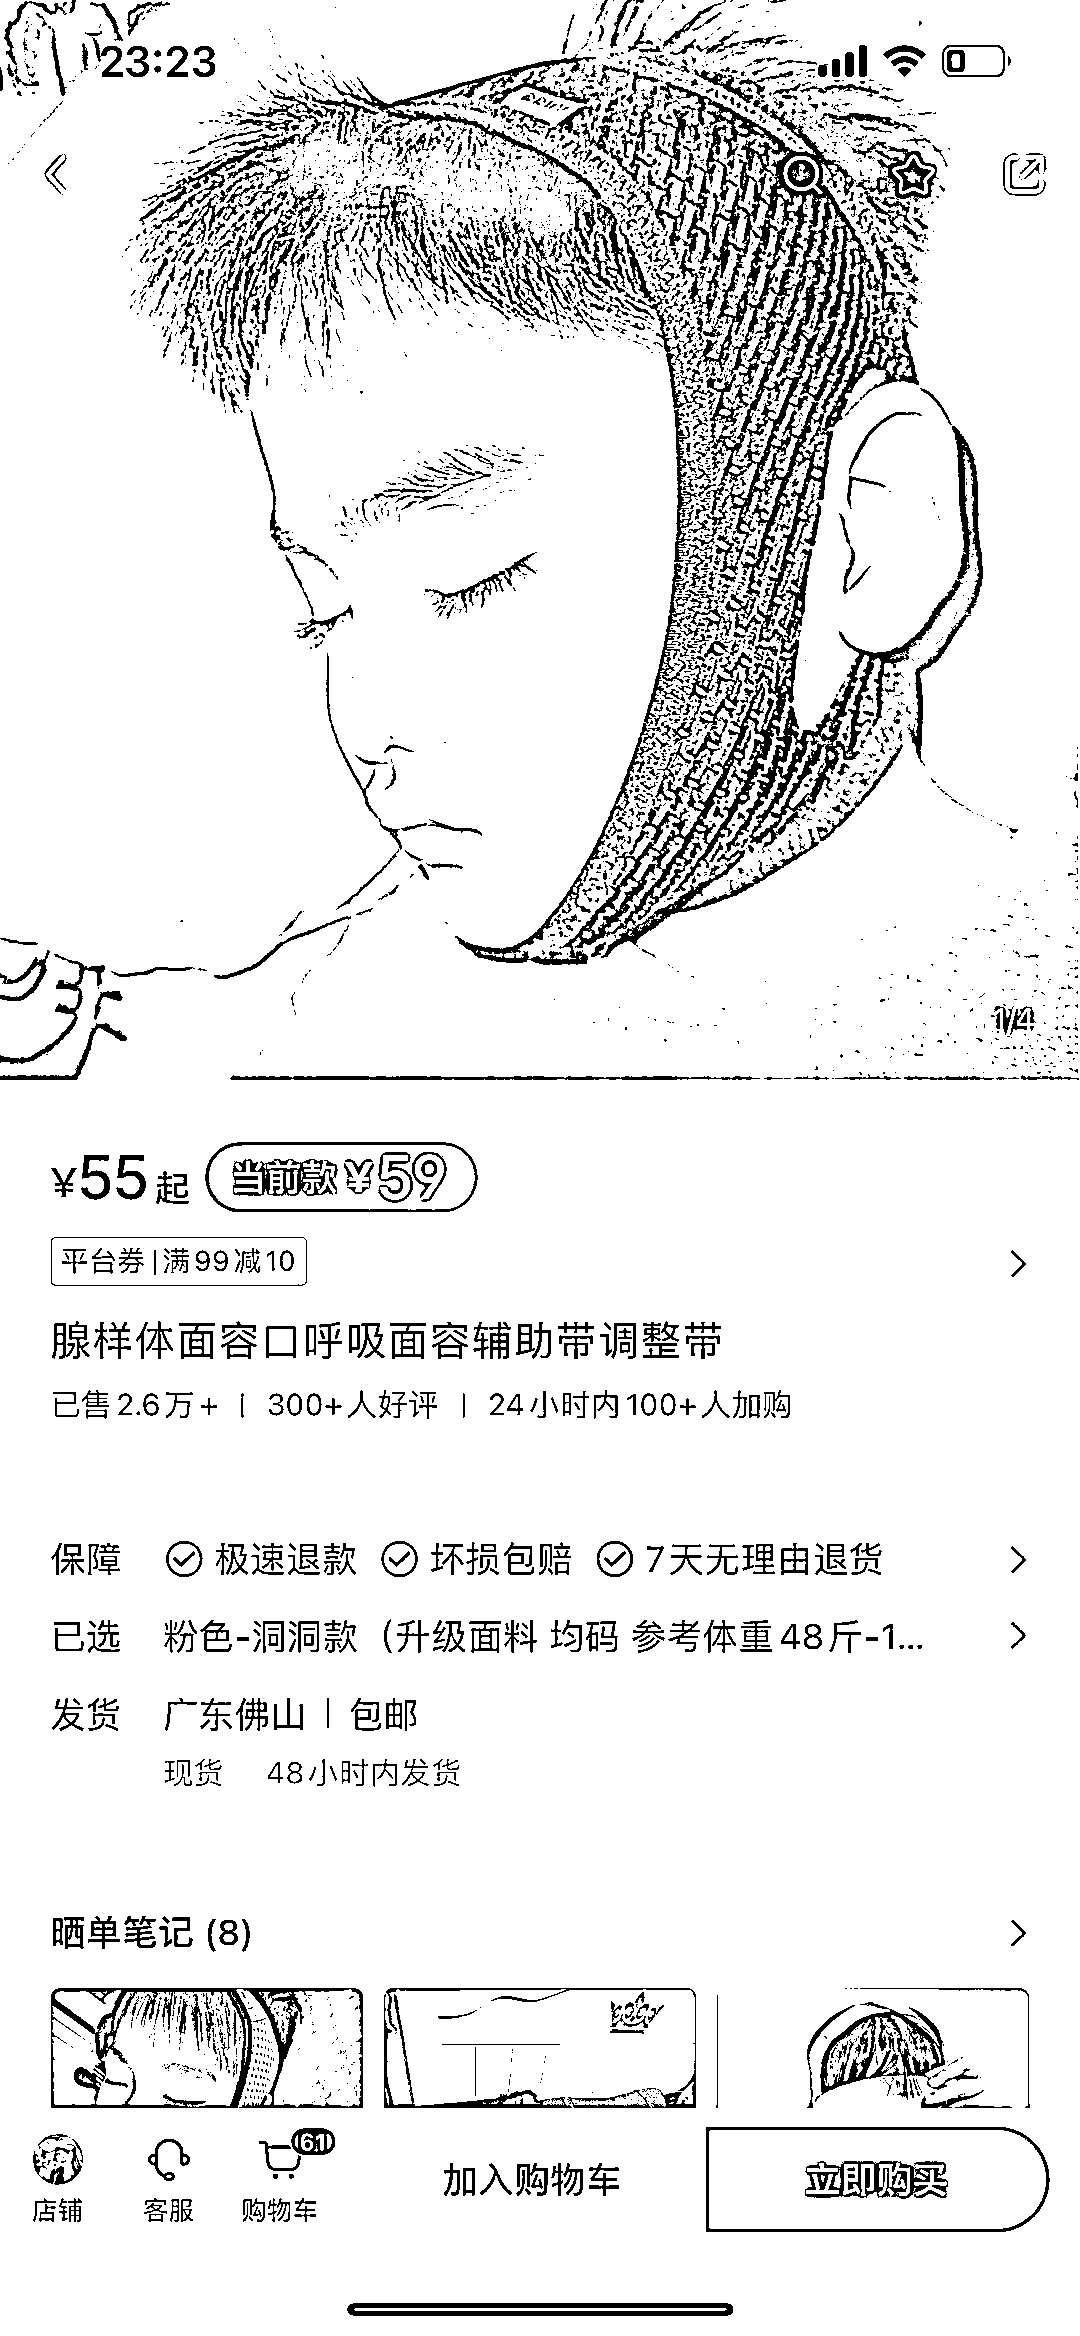 23:23
1/4
¥55起 当前款¥59
平台券|满99减10
腺样体面容口呼吸面容辅助带调整带
已售2.6万+ | 300+人好评 | 24小时内100+人加购
保障 极速退款 坏损包赔 7天无理由退货
已选 粉色-洞洞款（升级面料 均码 参考体重48斤-1...
发货 广东佛山 | 包邮
现货 48小时内发货
晒单笔记 (8)
61
店铺 客服 购物车 加入购物车 立即购买